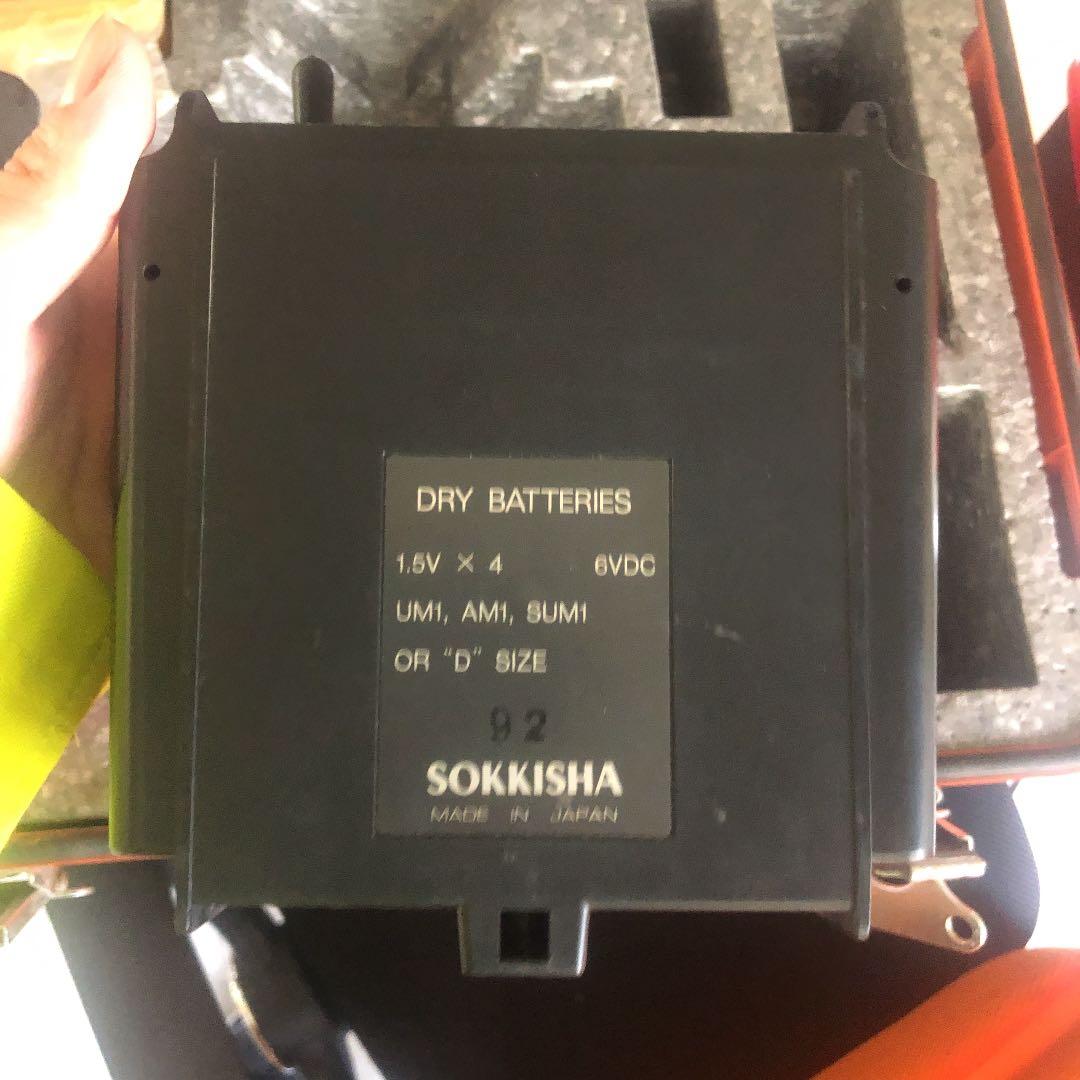 DRY BATTERIES
1.5V × 4 6VDC
UM1, AM1, SUM1
OR "D" SIZE
92
SOKKISHA
MADE IN JAPAN